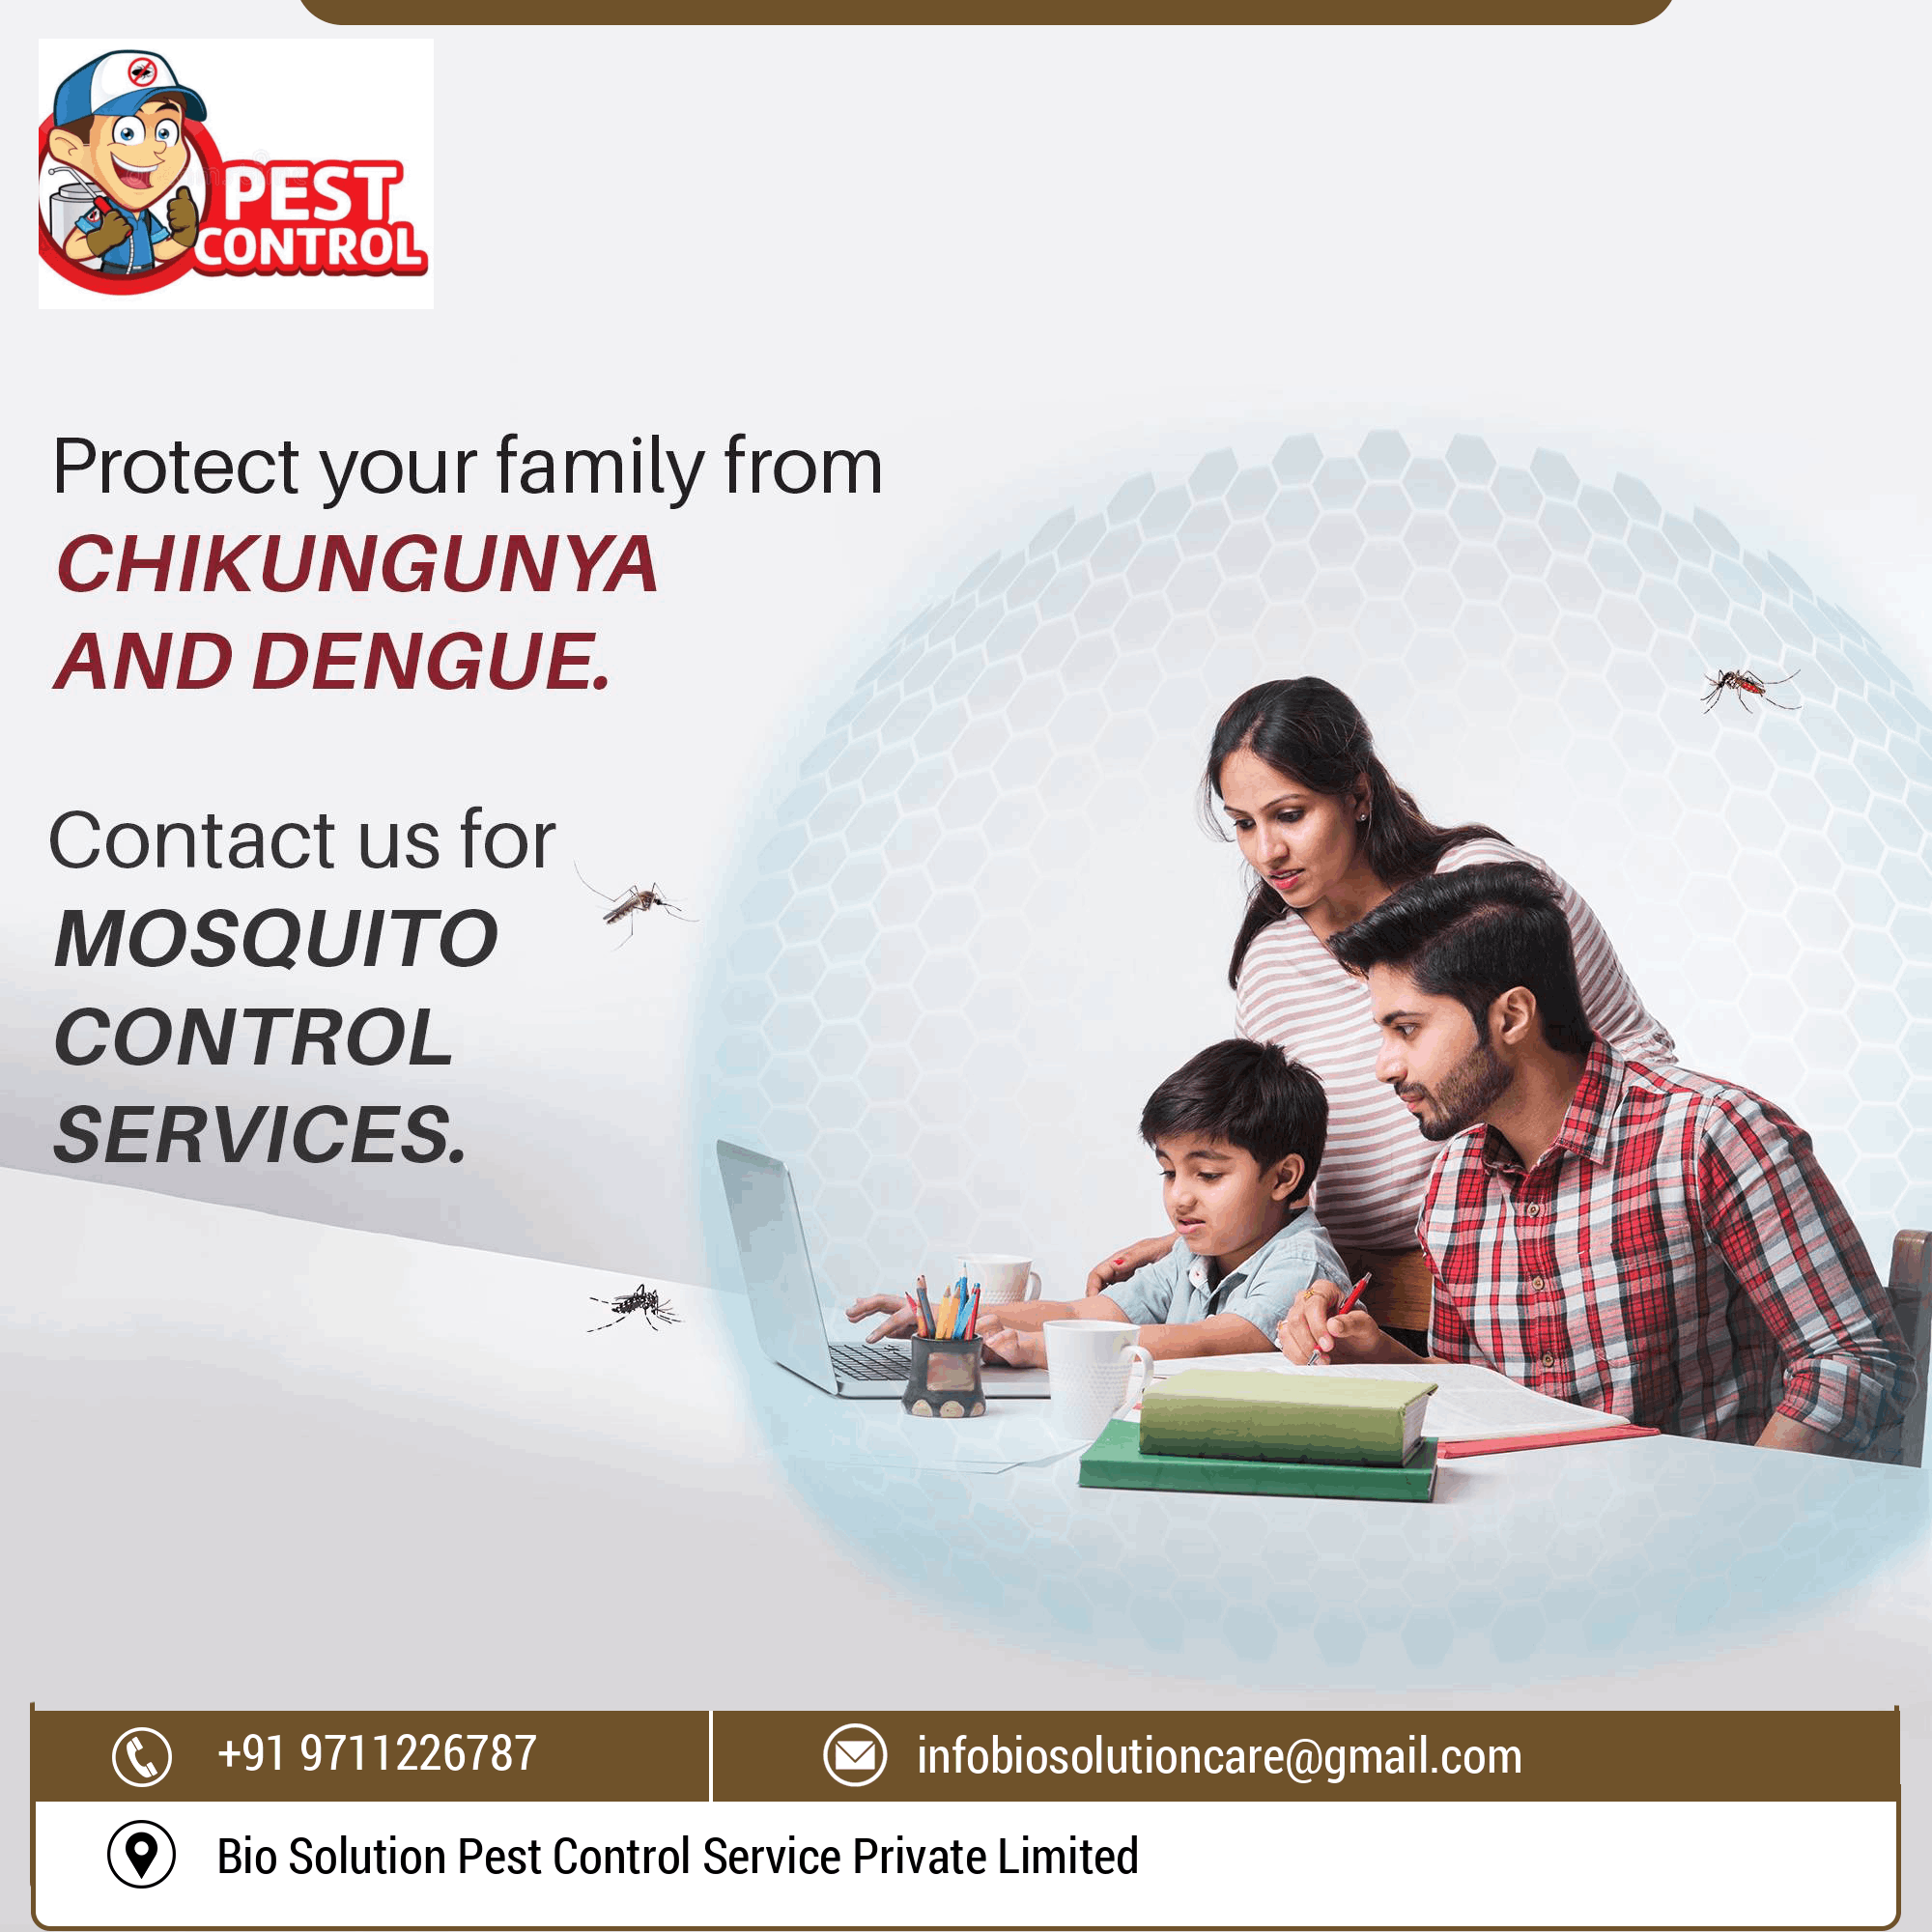 PEST
CONTROL
Protect your family from
CHIKUNGUNYA
AND DENGUE.
Contact us for
MOSQUITO
CONTROL
SERVICES.
+91 9711226787
infobiosolutioncare@gmail.com
Bio Solution Pest Control Service Private Limited